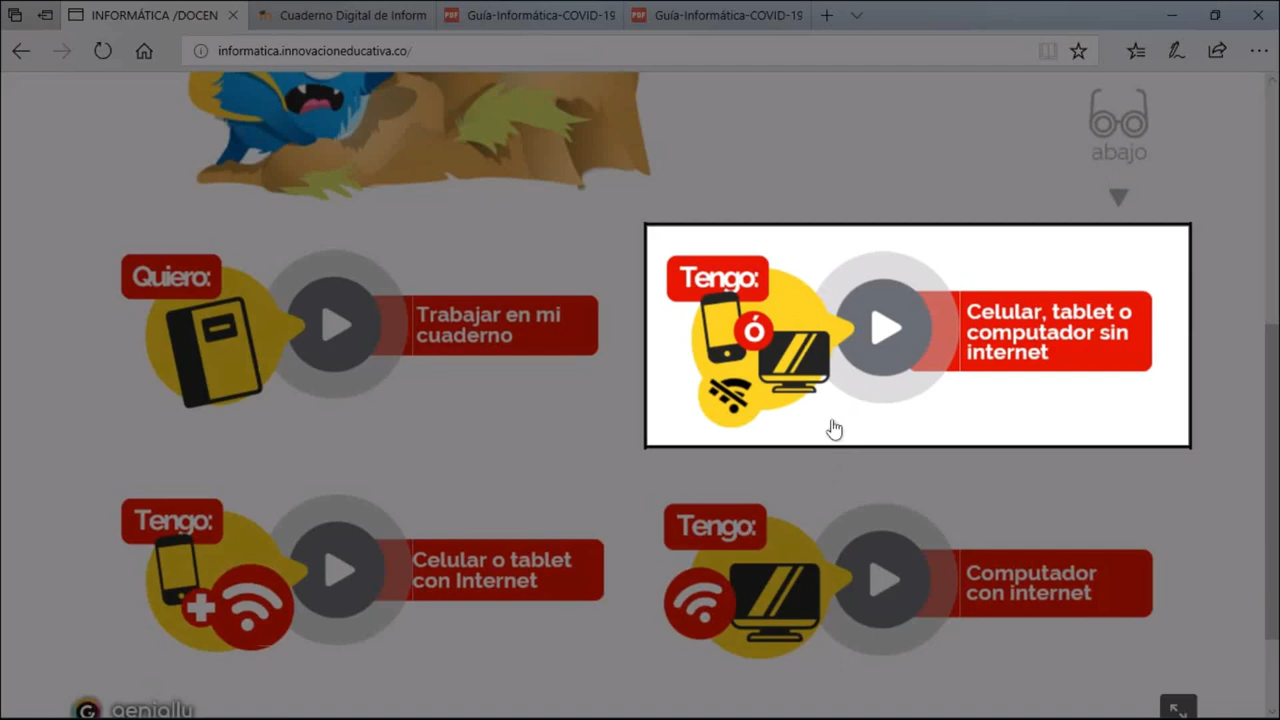 INFORMÁTICA /DOCEN
Cuaderno Digital de Inform
PDF
Guía-Informática-COVID-19
PDF
Guía-Informática-COVID-19
informatica.innovacioneducativa.co/
abajo
Quiero:
Trabajar en mi
cuaderno
Tengo:
Ó
Celular, tablet o
computador sin
internet
Tengo:
Celular o tablet
con Internet
Tengo:
Computador
con internet
G genially